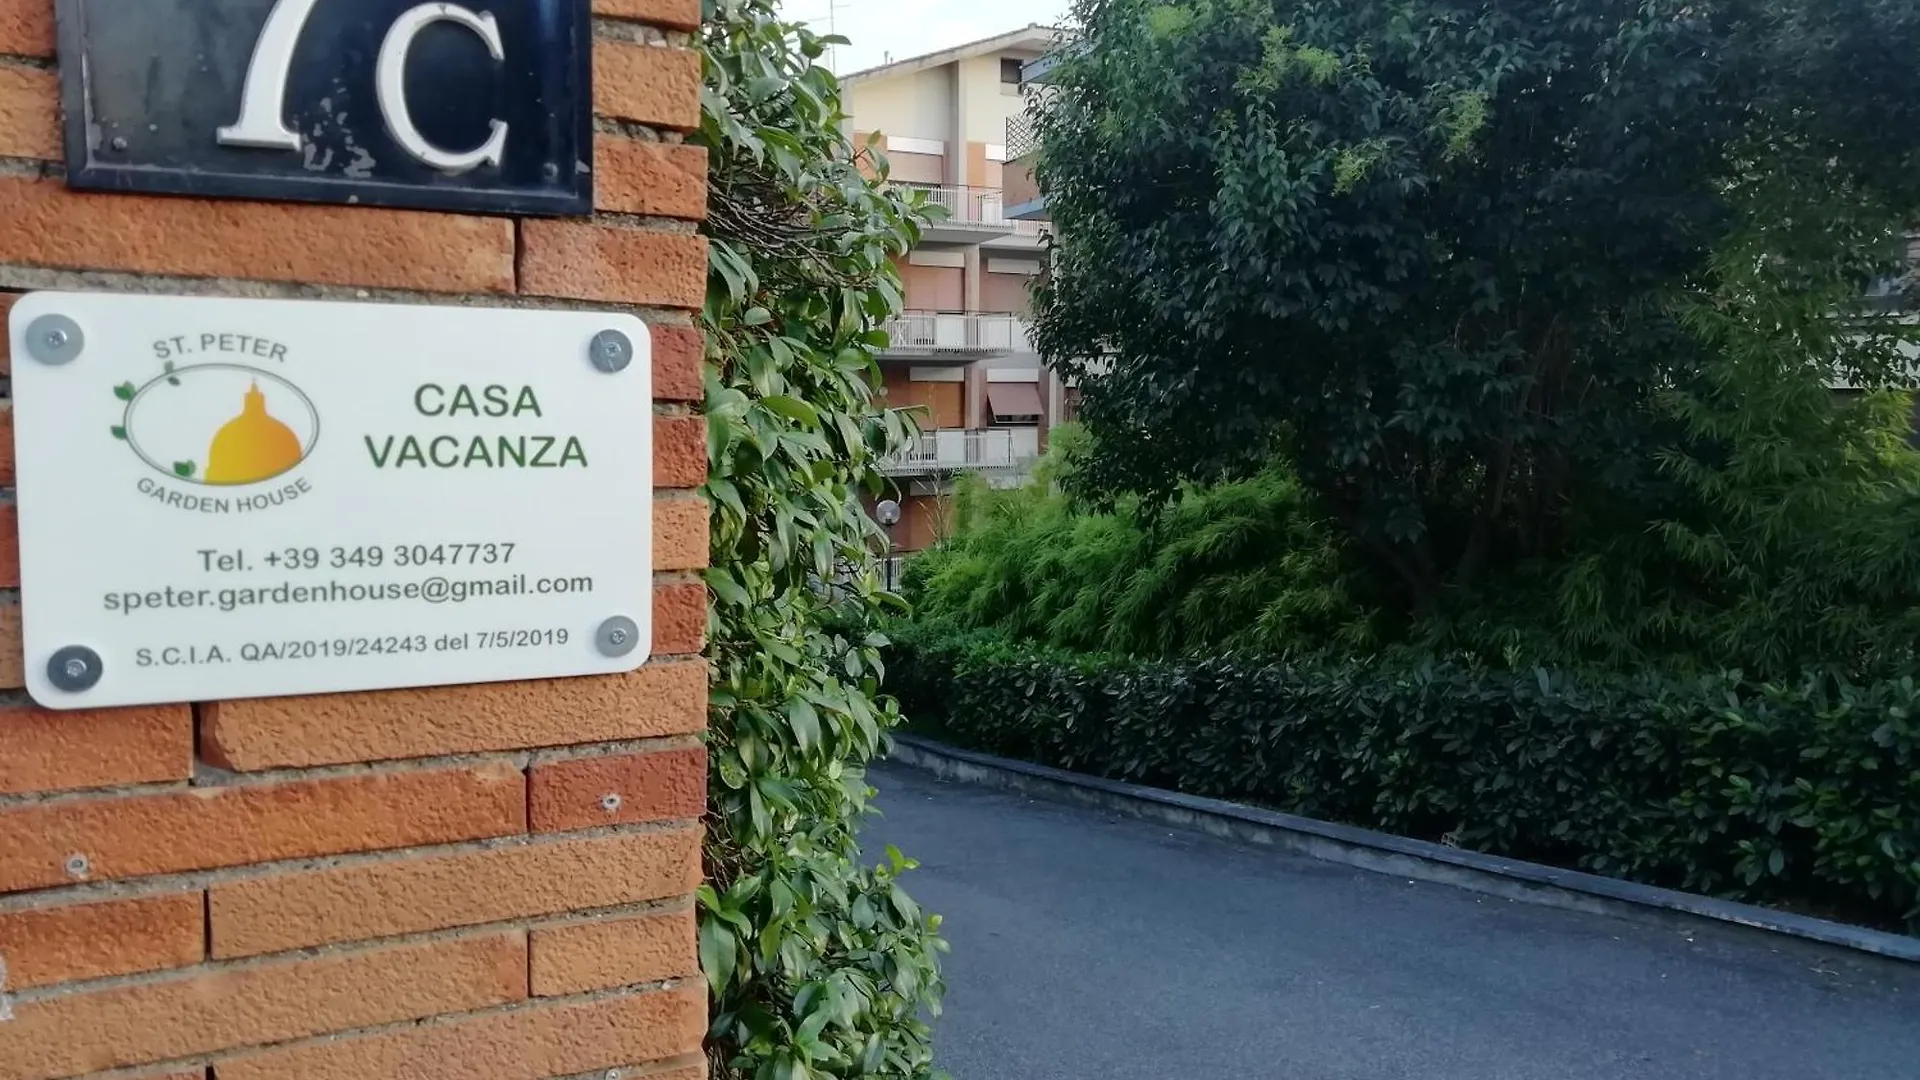 7c
ST. PETER
GARDEN HOUSE
CASA
VACANZA
Tel. +39 349 3047737
speter.gardenhouse@gmail.com
S.C.I.A. QA/2019/24243 del 7/5/2019